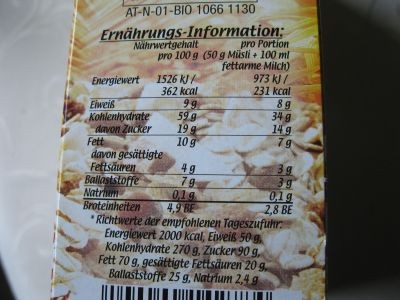 AT-N-01-BIO 1066 1130
Ernährungs-Information:
Nährwertgehalt pro Portion
pro 100 g (50 g Müsli + 100 ml
fettarme Milch)
Energiewert 1526 kJ / 973 kJ /
362 kcal 231 kcal
Eiweiß 9 g 8 g
Kohlenhydrate 59 g 34 g
davon Zucker 19 g 14 g
Fett 10 g 7 g
davon gesättigte
Fettsäuren 4 g 3 g
Ballaststoffe 7 g 3 g
Natrium 0,1 g 0,1 g
Broteinheiten 4,9 BE 2,8 BE
* Richtwerte der empfohlenen Tageszufuhr:
Energiewert 2000 kcal, Eiweiß 50 g,
Kohlenhydrate 270 g, Zucker 90 g,
Fett 70 g, gesättigte Fettsäuren 20 g,
Ballaststoffe 25 g, Natrium 2,4 g